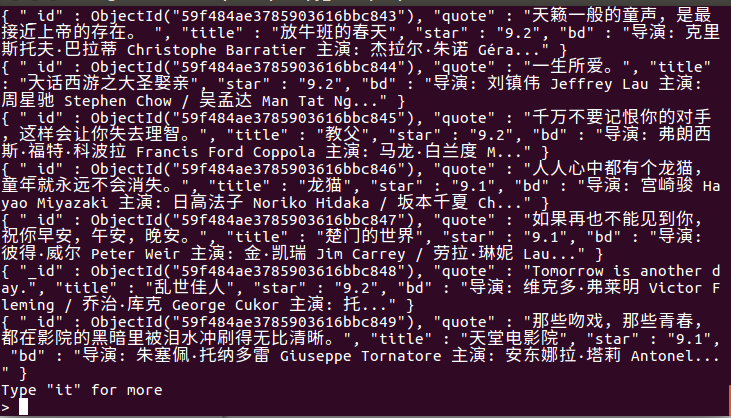 { "_id" : ObjectId("59f484ae3785903616bbc843"), "quote" : "天籁一般的童声，是最
接近上帝的存在。 ", "title" : "放牛班的春天", "star" : "9.2", "bd" : "导演: 克里
斯托夫·巴拉蒂 Christophe Barratier 主演: 杰拉尔·朱诺 Géra..." }
{ "_id" : ObjectId("59f484ae3785903616bbc844"), "quote" : "一生所爱。", "title"
: "大话西游之大圣娶亲", "star" : "9.2", "bd" : "导演: 刘镇伟 Jeffrey Lau 主演:
周星驰 Stephen Chow / 吴孟达 Man Tat Ng..." }
{ "_id" : ObjectId("59f484ae3785903616bbc845"), "quote" : "千万不要记恨你的对手
，这样会让你失去理智。", "title" : "教父", "star" : "9.2", "bd" : "导演: 弗朗西
斯·福特·科波拉 Francis Ford Coppola 主演: 马龙·白兰度 M..." }
{ "_id" : ObjectId("59f484ae3785903616bbc846"), "quote" : "人人心中都有个龙猫，
童年就永远不会消失。", "title" : "龙猫", "star" : "9.1", "bd" : "导演: 宫崎骏 Ha
yao Miyazaki 主演: 日高法子 Noriko Hidaka / 坂本千夏 Ch..." }
{ "_id" : ObjectId("59f484ae3785903616bbc847"), "quote" : "如果再也不能见到你，
祝你早安，午安，晚安。", "title" : "楚门的世界", "star" : "9.1", "bd" : "导演:
彼得·威尔 Peter Weir 主演: 金·凯瑞 Jim Carrey / 劳拉·琳妮 Lau..." }
{ "_id" : ObjectId("59f484ae3785903616bbc848"), "quote" : "Tomorrow is another d
ay.", "title" : "乱世佳人", "star" : "9.2", "bd" : "导演: 维克多·弗莱明 Victor F
leming / 乔治·库克 George Cukor 主演: 托..." }
{ "_id" : ObjectId("59f484ae3785903616bbc849"), "quote" : "那些吻戏，那些青春，
都在影院的黑暗里被泪水冲刷得无比清晰。", "title" : "天堂电影院", "star" : "9.1",
"bd" : "导演: 朱塞佩·托纳多雷 Giuseppe Tornatore 主演: 安东娜拉·塔莉 Antonel...
" }
Type "it" for more
>